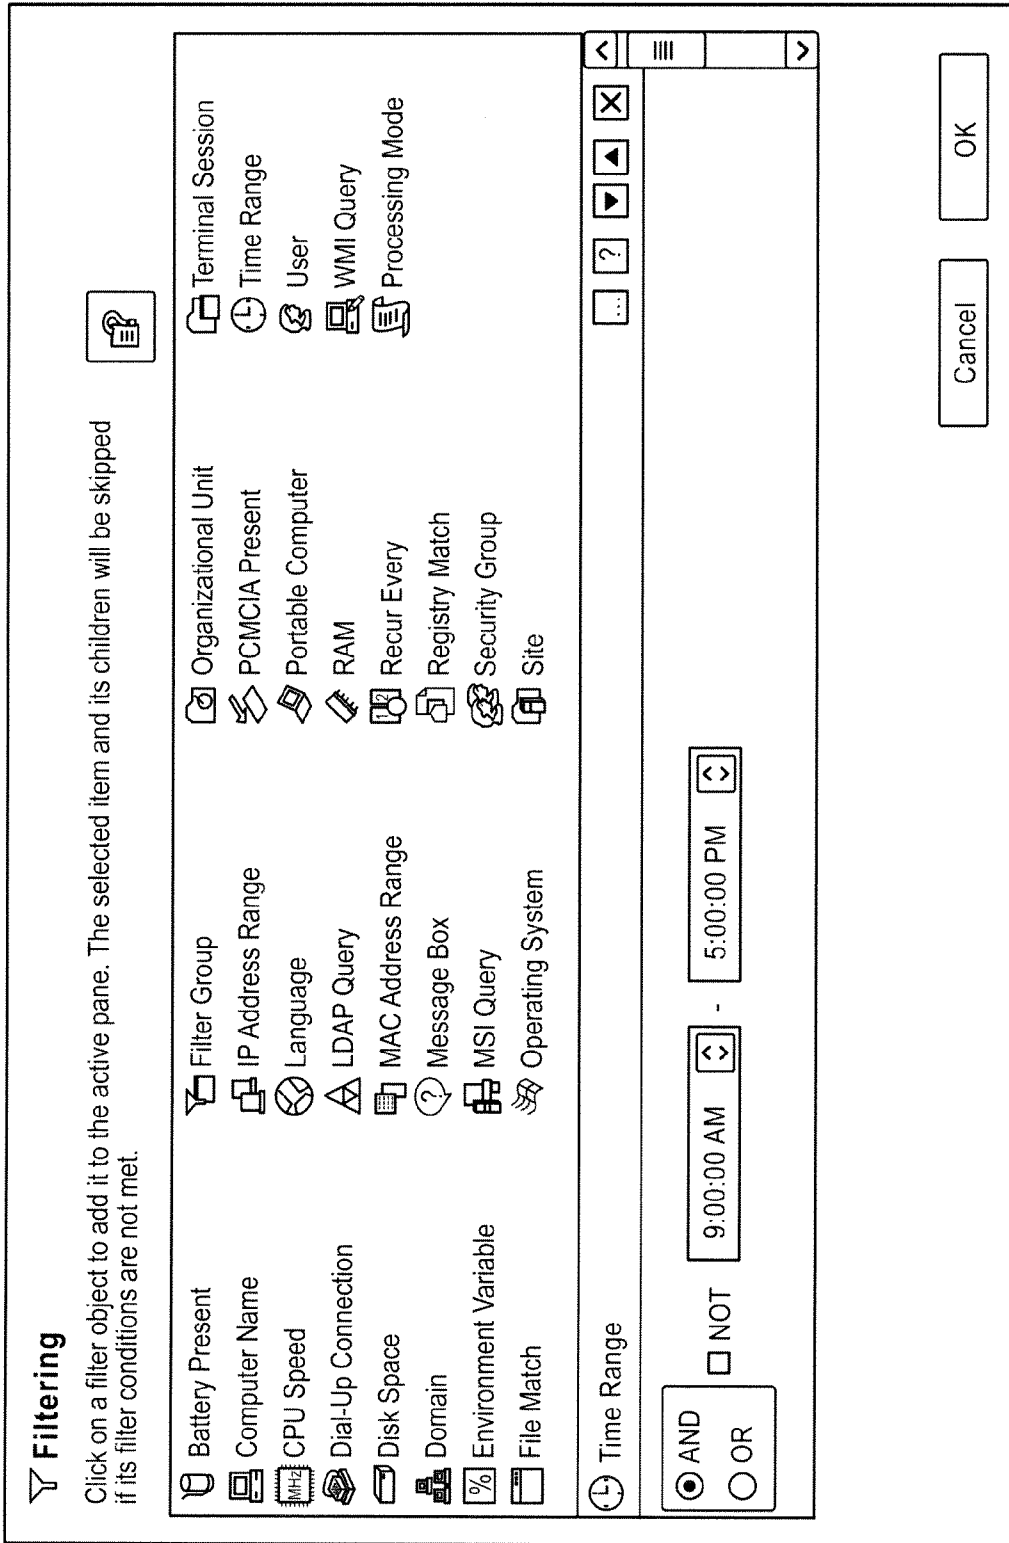 Filtering
Click on a filter object to add it to the active pane. The selected item and its children will be skipped
if its filter conditions are not met.
Battery Present
Computer Name
MHz CPU Speed
Dial-Up Connection
Disk Space
Domain
% Environment Variable
File Match
Filter Group
IP Address Range
Language
LDAP Query
MAC Address Range
? Message Box
MSI Query
Operating System
Organizational Unit
PCMCIA Present
Portable Computer
RAM
1 2 Recur Every
Registry Match
Security Group
Site
Terminal Session
Time Range
User
WMI Query
Processing Mode
Time Range
... ? X
AND
OR
NOT
9:00:00 AM - 5:00:00 PM
Cancel
OK